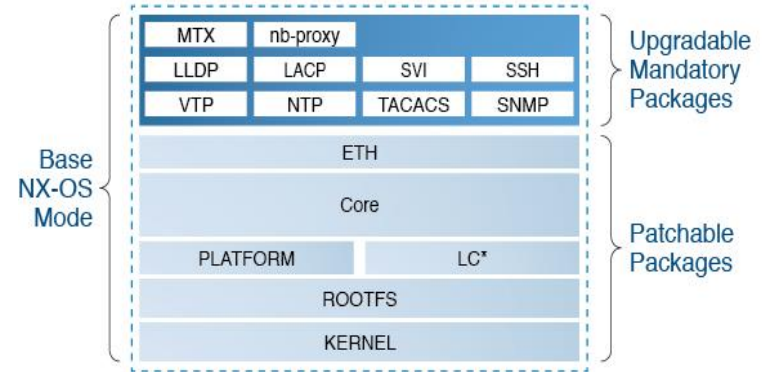 MTX nb-proxy
LLDP LACP SVI SSH
VTP NTP TACACS SNMP
ETH
Core
PLATFORM LC*
ROOTFS
KERNEL
Base
NX-OS
Mode
Upgradable
Mandatory
Packages
Patchable
Packages